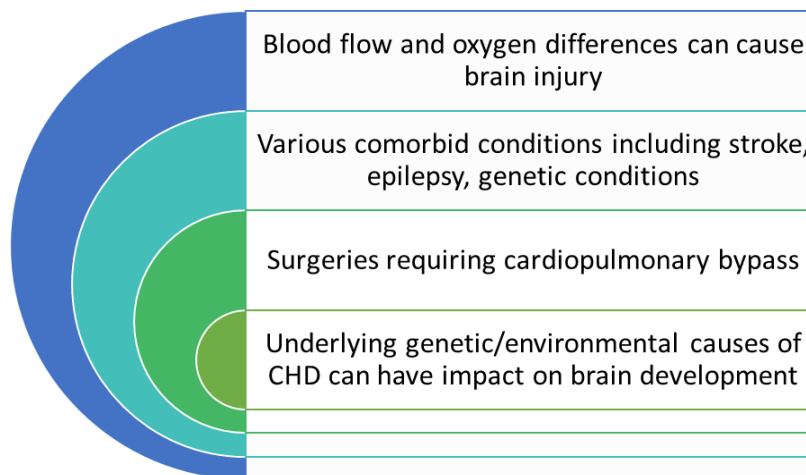 Blood flow and oxygen differences can cause
brain injury
Various comorbid conditions including stroke,
epilepsy, genetic conditions
Surgeries requiring cardiopulmonary bypass
Underlying genetic/environmental causes of
CHD can have impact on brain development